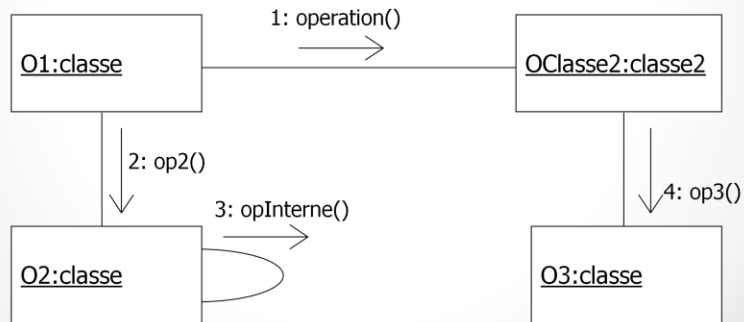 1: operation()
O1:classe
OClasse2:classe2
2: op2()
3: opInterne()
4: op3()
O2:classe
O3:classe